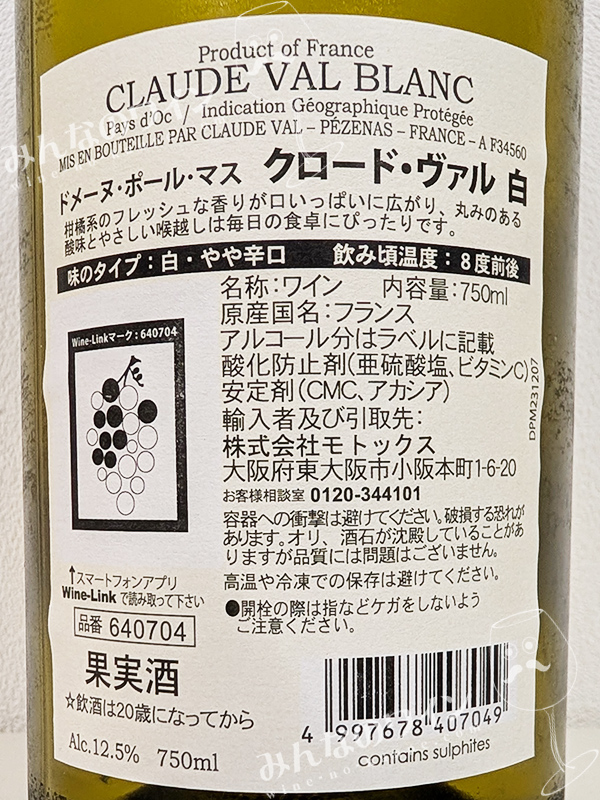 Product of France
CLAUDE VAL BLANC
Pays d'Oc / Indication Géographique Protégée
MIS EN BOUTEILLE PAR CLAUDE VAL – PÉZENAS – FRANCE – A F34560
ドメーヌ・ポール・マス クロード・ヴァル 白
柑橘系のフレッシュな香りが口いっぱいに広がり、丸みのある
酸味とやさしい喉越しは毎日の食卓にぴったりです。
味のタイプ:白・やや辛口 飲み頃温度:8度前後
名称:ワイン 内容量:750ml
原産国名:フランス
アルコール分はラベルに記載
酸化防止剤(亜硫酸塩、ビタミンC)
安定剤(CMC、アカシア)
輸入者及び引取先:
株式会社モトックス
大阪府東大阪市小阪本町1-6-20
お客様相談室 0120-344101
容器への衝撃は避けてください。破損する恐れが
あります。オリ、酒石が沈殿していることがあ
りますが品質には問題はございません。
高温や冷凍での保存は避けてください。
●開栓の際は指などケガをしないよう
ご注意ください。
DPM231207
Wine-Linkマーク:640704
↑スマートフォンアプリ
Wine-Linkで読み取って下さい
品番 640704
果実酒
☆飲酒は20歳になってから
Alc.12.5% 750ml
4 997678 407049
contains sulphites